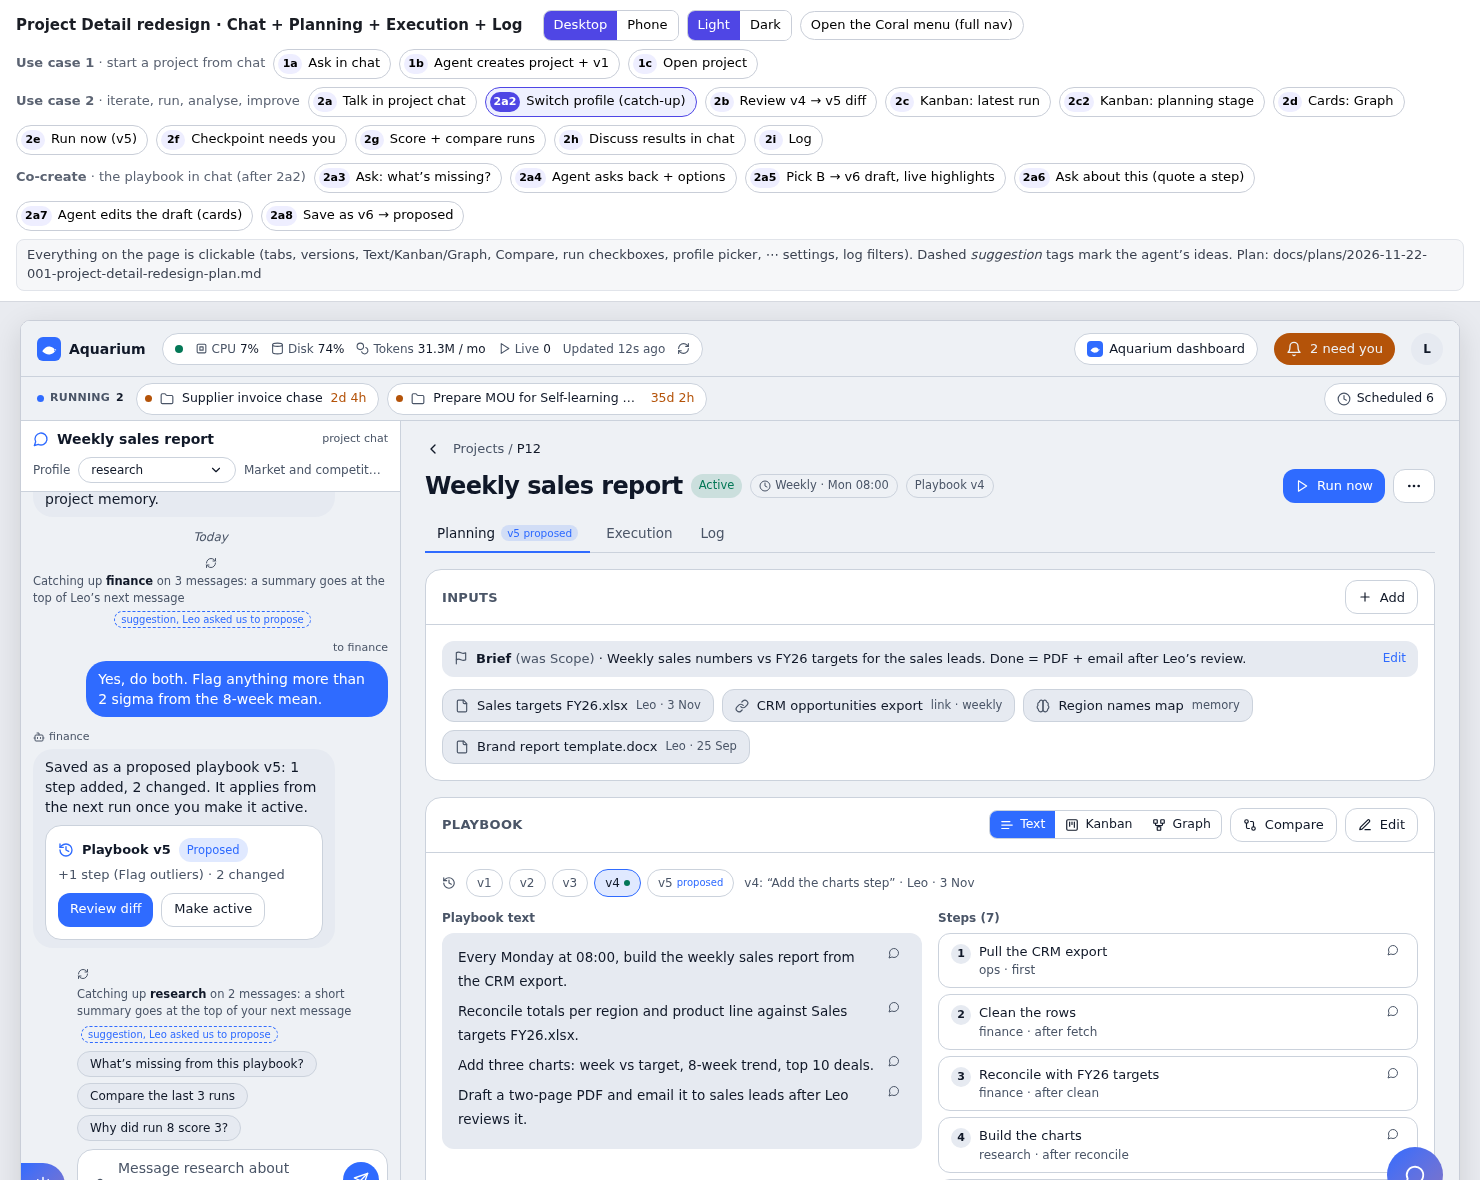 Project Detail redesign · Chat + Planning + Execution + Log Desktop Phone Light Dark Open the Coral menu (full nav)
Use case 1 · start a project from chat 1a Ask in chat 1b Agent creates project + v1 1c Open project
Use case 2 · iterate, run, analyse, improve 2a Talk in project chat 2a2 Switch profile (catch-up) 2b Review v4 → v5 diff 2c Kanban: latest run 2c2 Kanban: planning stage 2d Cards: Graph
2e Run now (v5) 2f Checkpoint needs you 2g Score + compare runs 2h Discuss results in chat 2i Log
Co-create · the playbook in chat (after 2a2) 2a3 Ask: what's missing? 2a4 Agent asks back + options 2a5 Pick B → v6 draft, live highlights 2a6 Ask about this (quote a step)
2a7 Agent edits the draft (cards) 2a8 Save as v6 → proposed
Everything on the page is clickable (tabs, versions, Text/Kanban/Graph, Compare, run checkboxes, profile picker, ··· settings, log filters). Dashed suggestion tags mark the agent's ideas. Plan: docs/plans/2026-11-22-
001-project-detail-redesign-plan.md
Aquarium CPU 7% Disk 74% Tokens 31.3M / mo Live 0 Updated 12s ago Aquarium dashboard 2 need you L
RUNNING 2 Supplier invoice chase 2d 4h Prepare MOU for Self-learning ... 35d 2h Scheduled 6
Weekly sales report project chat
Profile research Market and competit...
project memory.
Today
Catching up finance on 3 messages: a summary goes at the
top of Leo's next message
suggestion, Leo asked us to propose
to finance
Yes, do both. Flag anything more than
2 sigma from the 8-week mean.
finance
Saved as a proposed playbook v5: 1
step added, 2 changed. It applies from
the next run once you make it active.
Playbook v5 Proposed
+1 step (Flag outliers) · 2 changed
Review diff Make active
Catching up research on 2 messages: a short
summary goes at the top of your next message
suggestion, Leo asked us to propose
What's missing from this playbook?
Compare the last 3 runs
Why did run 8 score 3?
Message research about
Projects / P12
Weekly sales report Active Weekly · Mon 08:00 Playbook v4 Run now ···
Planning v5 proposed Execution Log
INPUTS + Add
Brief (was Scope) · Weekly sales numbers vs FY26 targets for the sales leads. Done = PDF + email after Leo's review. Edit
Sales targets FY26.xlsx Leo · 3 Nov CRM opportunities export link · weekly Region names map memory
Brand report template.docx Leo · 25 Sep
PLAYBOOK Text Kanban Graph Compare Edit
v1 v2 v3 v4 v5 proposed v4: “Add the charts step” · Leo · 3 Nov
Playbook text
Every Monday at 08:00, build the weekly sales report from
the CRM export.
Reconcile totals per region and product line against Sales
targets FY26.xlsx.
Add three charts: week vs target, 8-week trend, top 10 deals.
Draft a two-page PDF and email it to sales leads after Leo
reviews it.
Steps (7)
1 Pull the CRM export
ops · first
2 Clean the rows
finance · after fetch
3 Reconcile with FY26 targets
finance · after clean
4 Build the charts
research · after reconcile